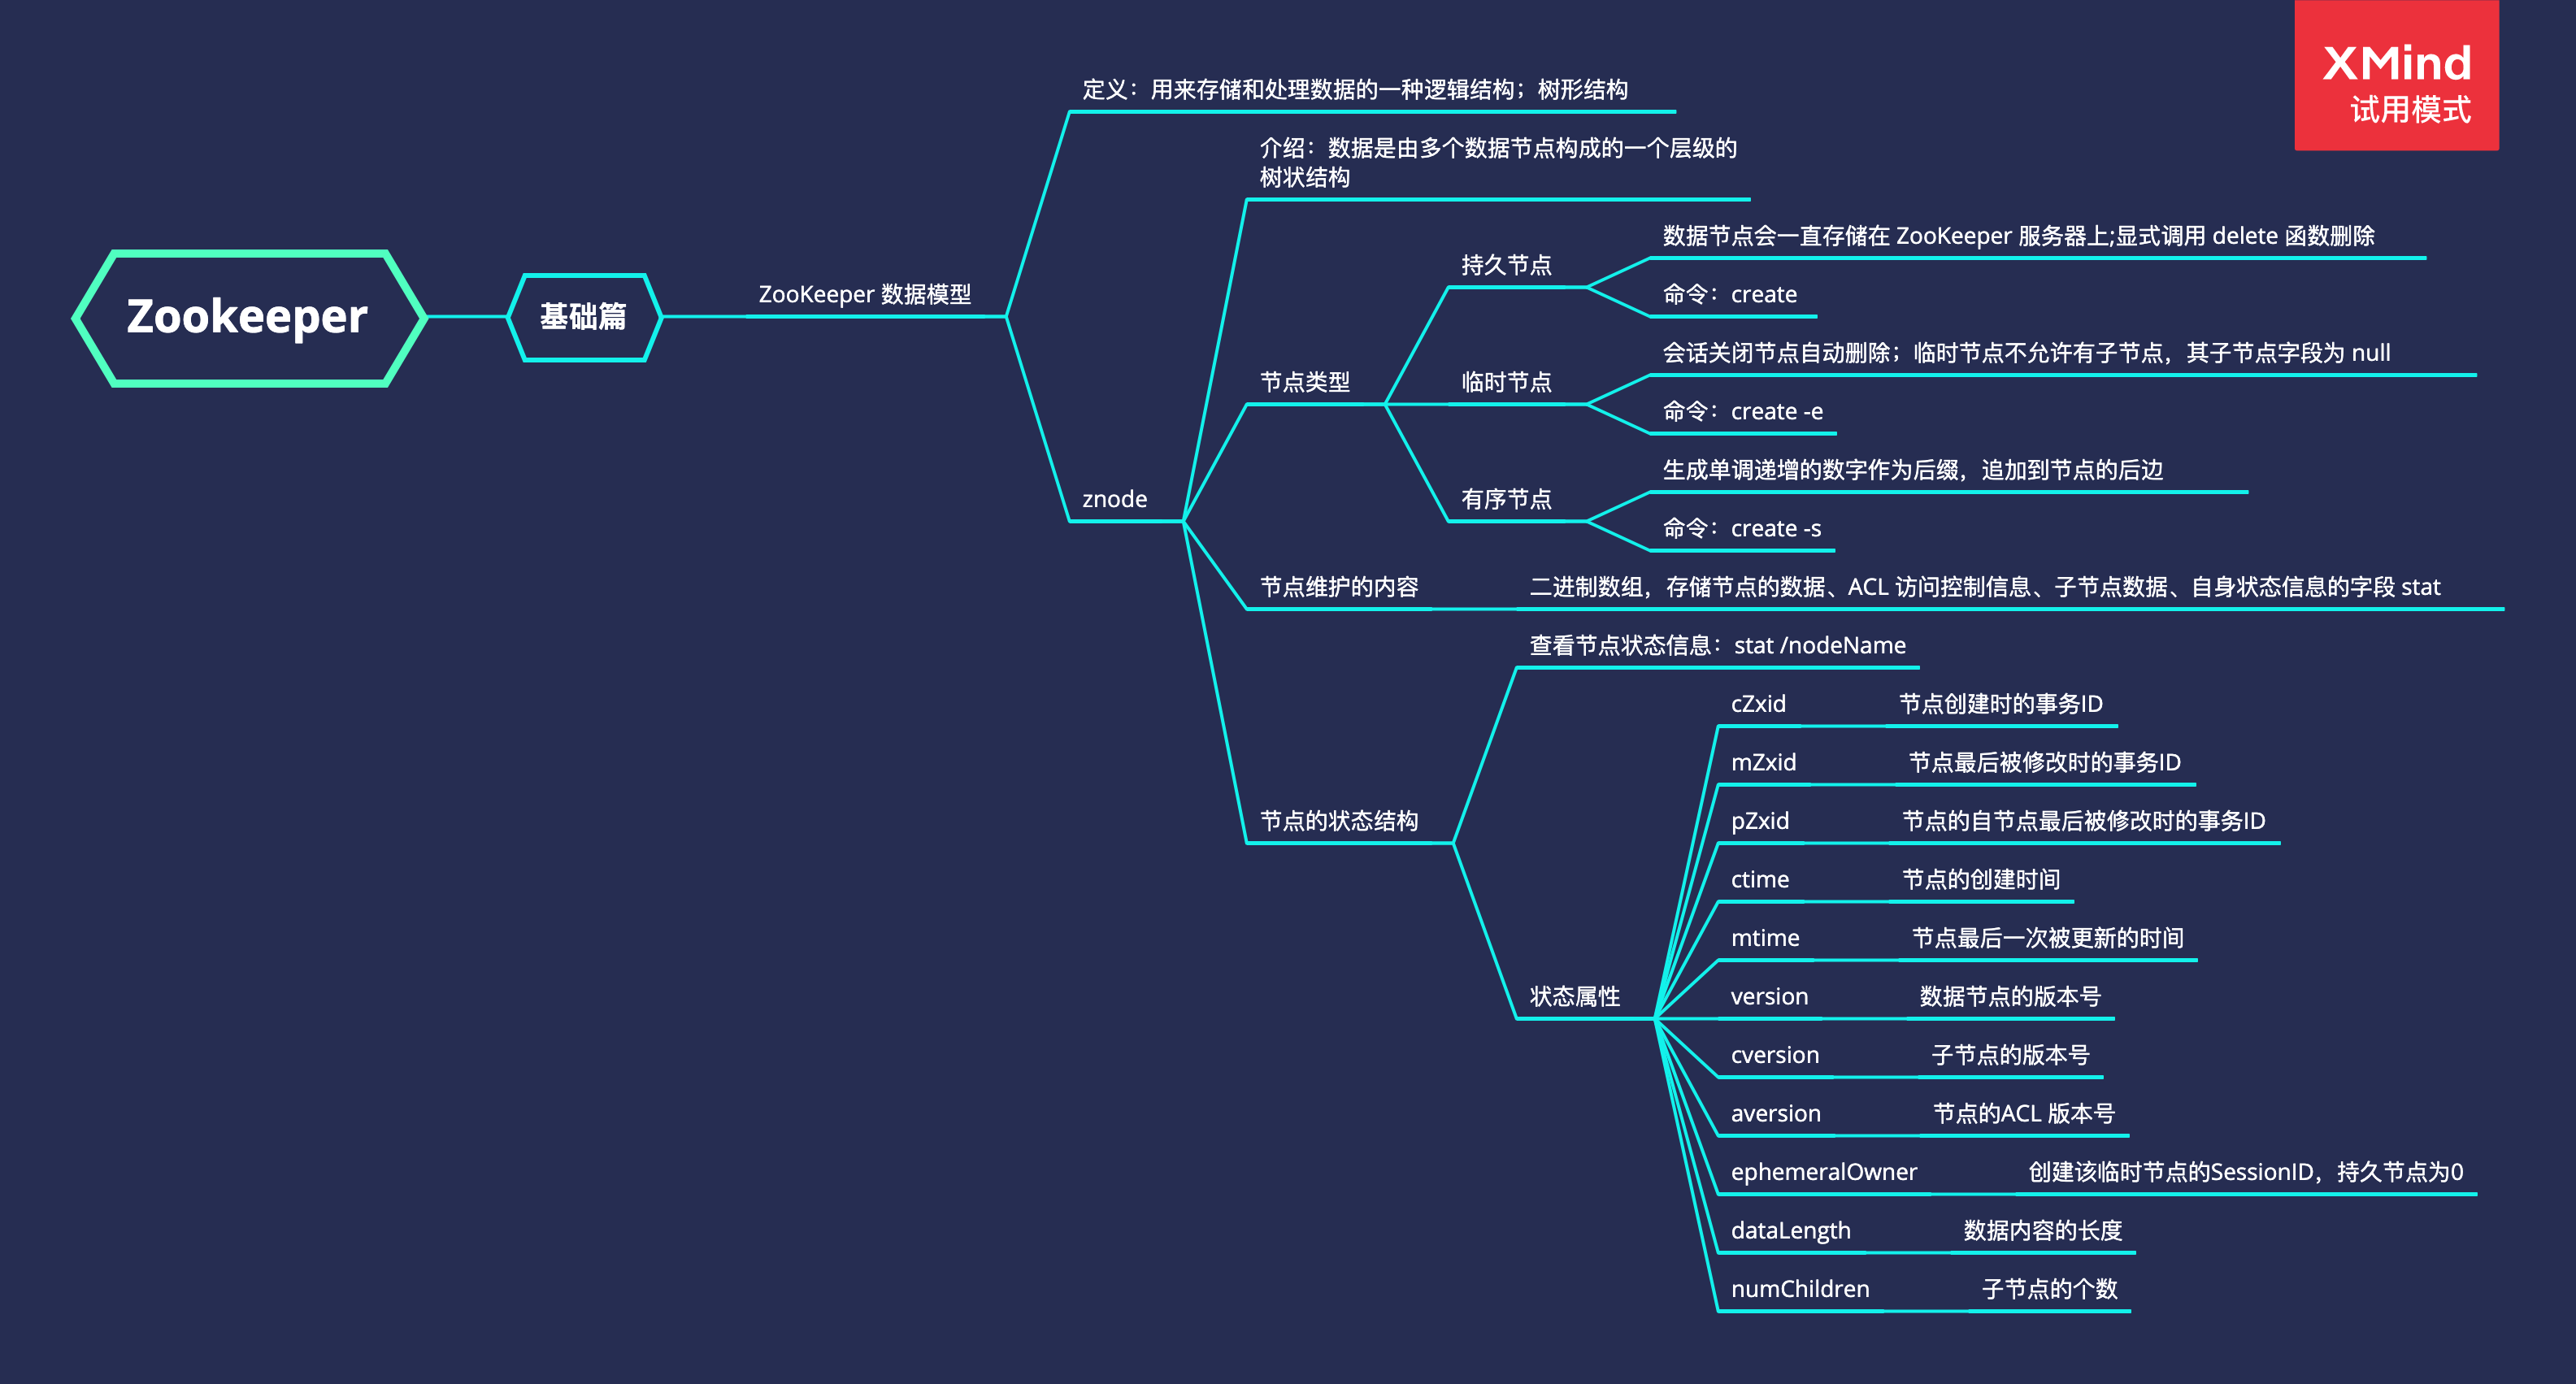 XMind
试用模式
定义：用来存储和处理数据的一种逻辑结构；树形结构
介绍：数据是由多个数据节点构成的一个层级的
树状结构
数据节点会一直存储在 ZooKeeper 服务器上;显式调用 delete 函数删除
持久节点
命令：create
Zookeeper
基础篇
ZooKeeper 数据模型
会话关闭节点自动删除；临时节点不允许有子节点，其子节点字段为 null
节点类型
临时节点
命令：create -e
生成单调递增的数字作为后缀，追加到节点的后边
znode
有序节点
命令：create -s
节点维护的内容
二进制数组，存储节点的数据、ACL 访问控制信息、子节点数据、自身状态信息的字段 stat
查看节点状态信息：stat /nodeName
cZxid
节点创建时的事务ID
mZxid
节点最后被修改时的事务ID
节点的状态结构
pZxid
节点的自节点最后被修改时的事务ID
ctime
节点的创建时间
mtime
节点最后一次被更新的时间
状态属性
version
数据节点的版本号
cversion
子节点的版本号
aversion
节点的ACL 版本号
ephemeralOwner
创建该临时节点的SessionID，持久节点为0
dataLength
数据内容的长度
numChildren
子节点的个数